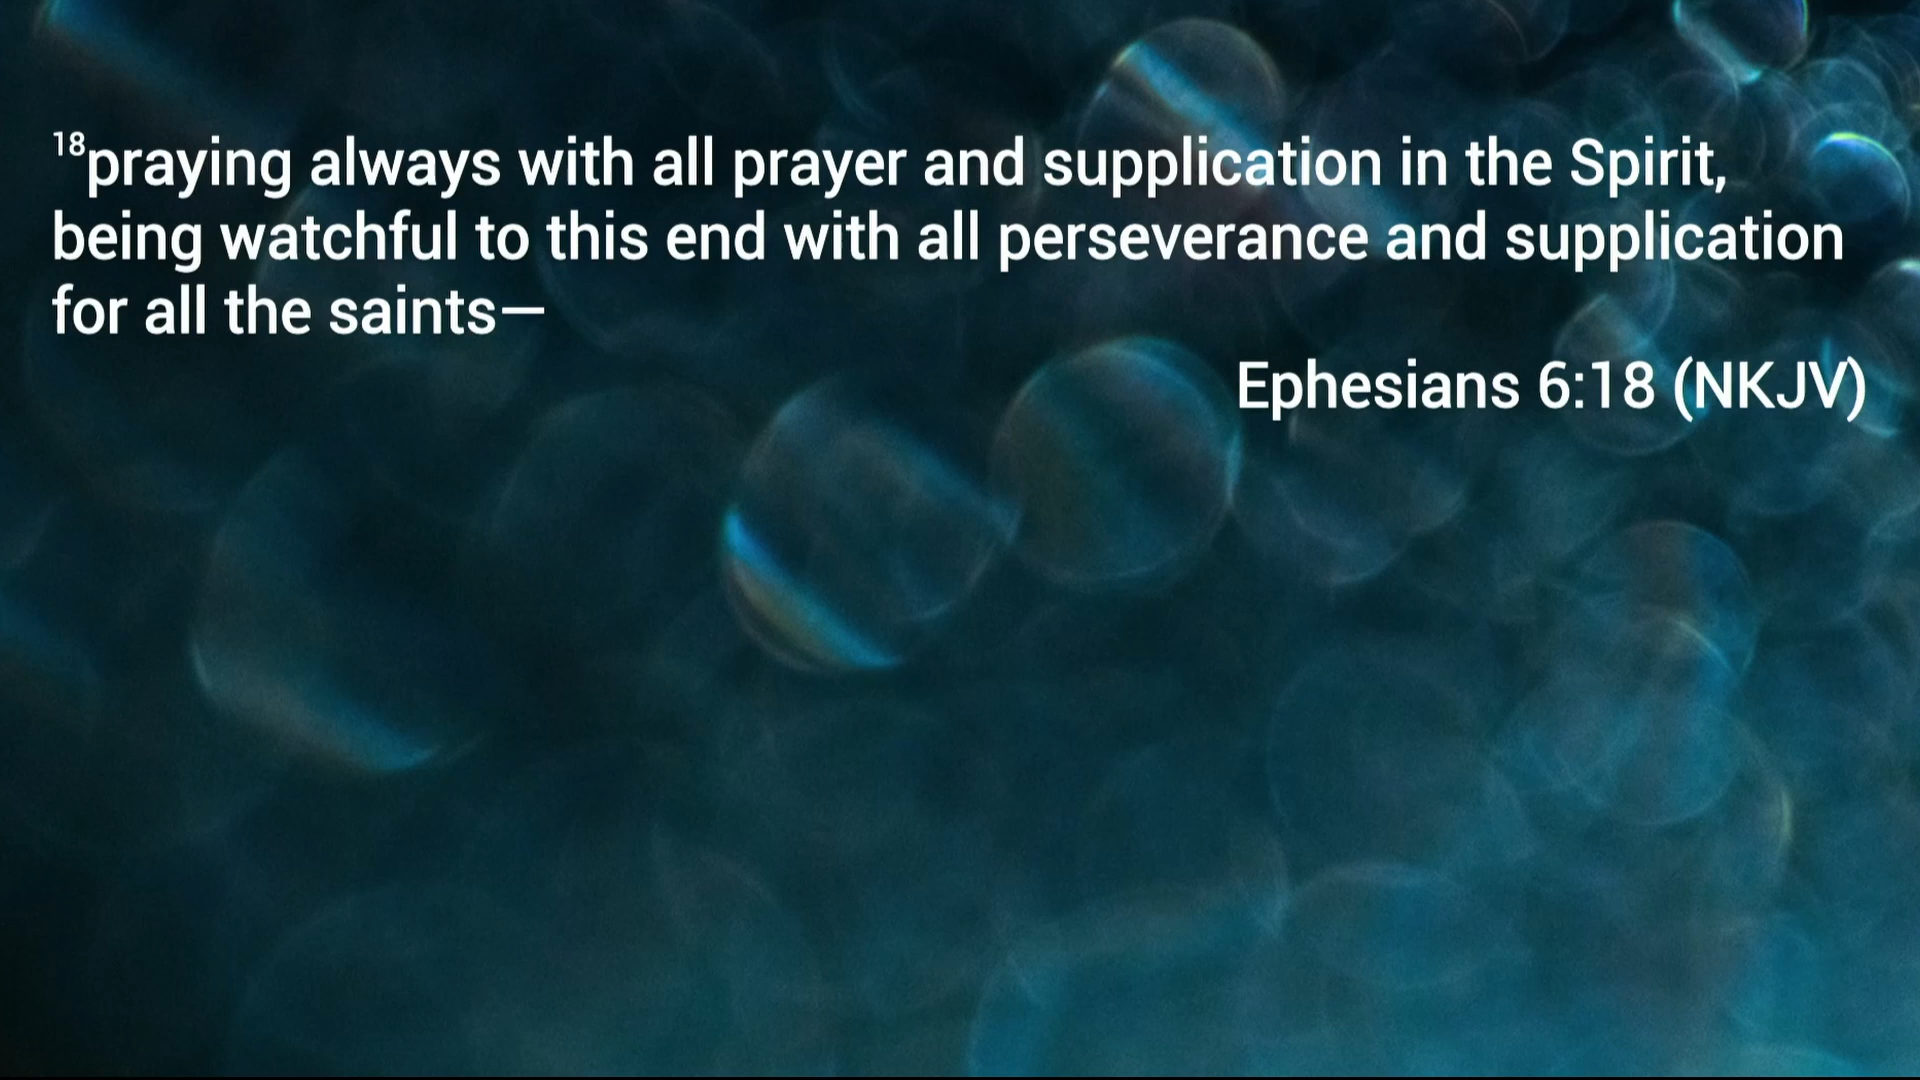 18praying always with all prayer and supplication in the Spirit,
being watchful to this end with all perseverance and supplication
for all the saints—
Ephesians 6:18 (NKJV)